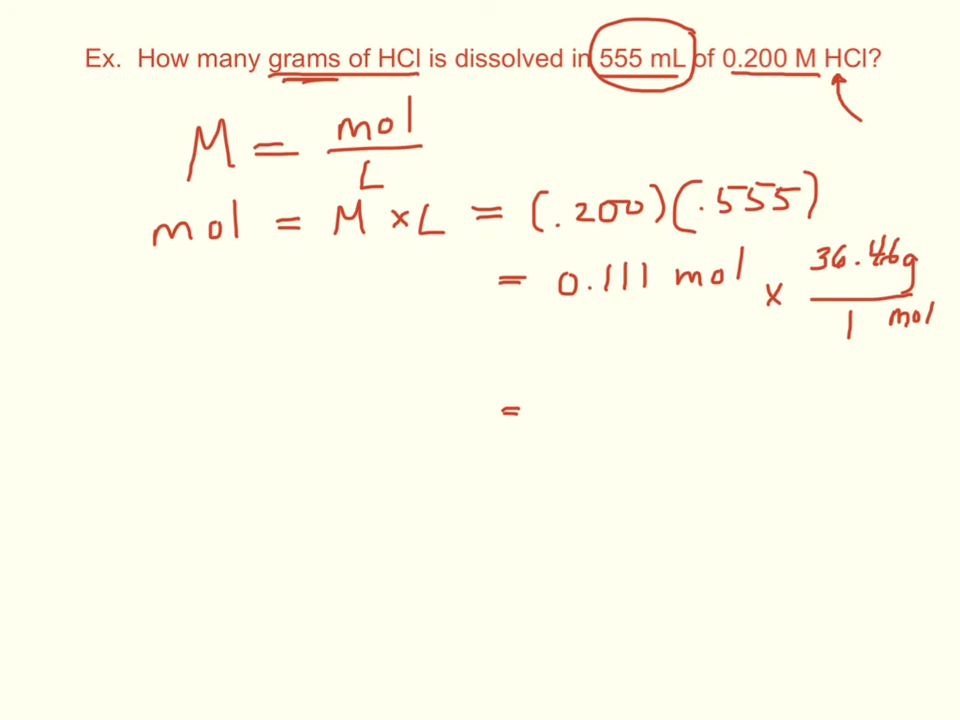 Ex. How many grams of HCl is dissolved in 555 mL of 0.200 M HCl?
M = mol/L
mol = M × L = (.200)(.555)
= 0.111 mol × 36.46g/1 mol
=